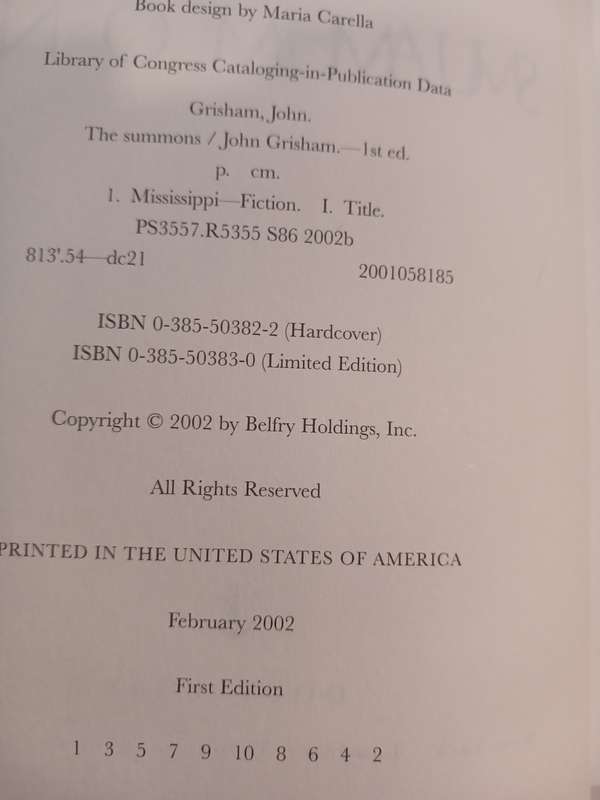 Book design by Maria Carella
Library of Congress Cataloging-in-Publication Data
Grisham, John.
The summons / John Grisham.—1st ed.
p. cm.
1. Mississippi—Fiction. I. Title.
PS3557.R5355 S86 2002b
813'.54—dc21 2001058185
ISBN 0-385-50382-2 (Hardcover)
ISBN 0-385-50383-0 (Limited Edition)
Copyright © 2002 by Belfry Holdings, Inc.
All Rights Reserved
PRINTED IN THE UNITED STATES OF AMERICA
February 2002
First Edition
1 3 5 7 9 10 8 6 4 2